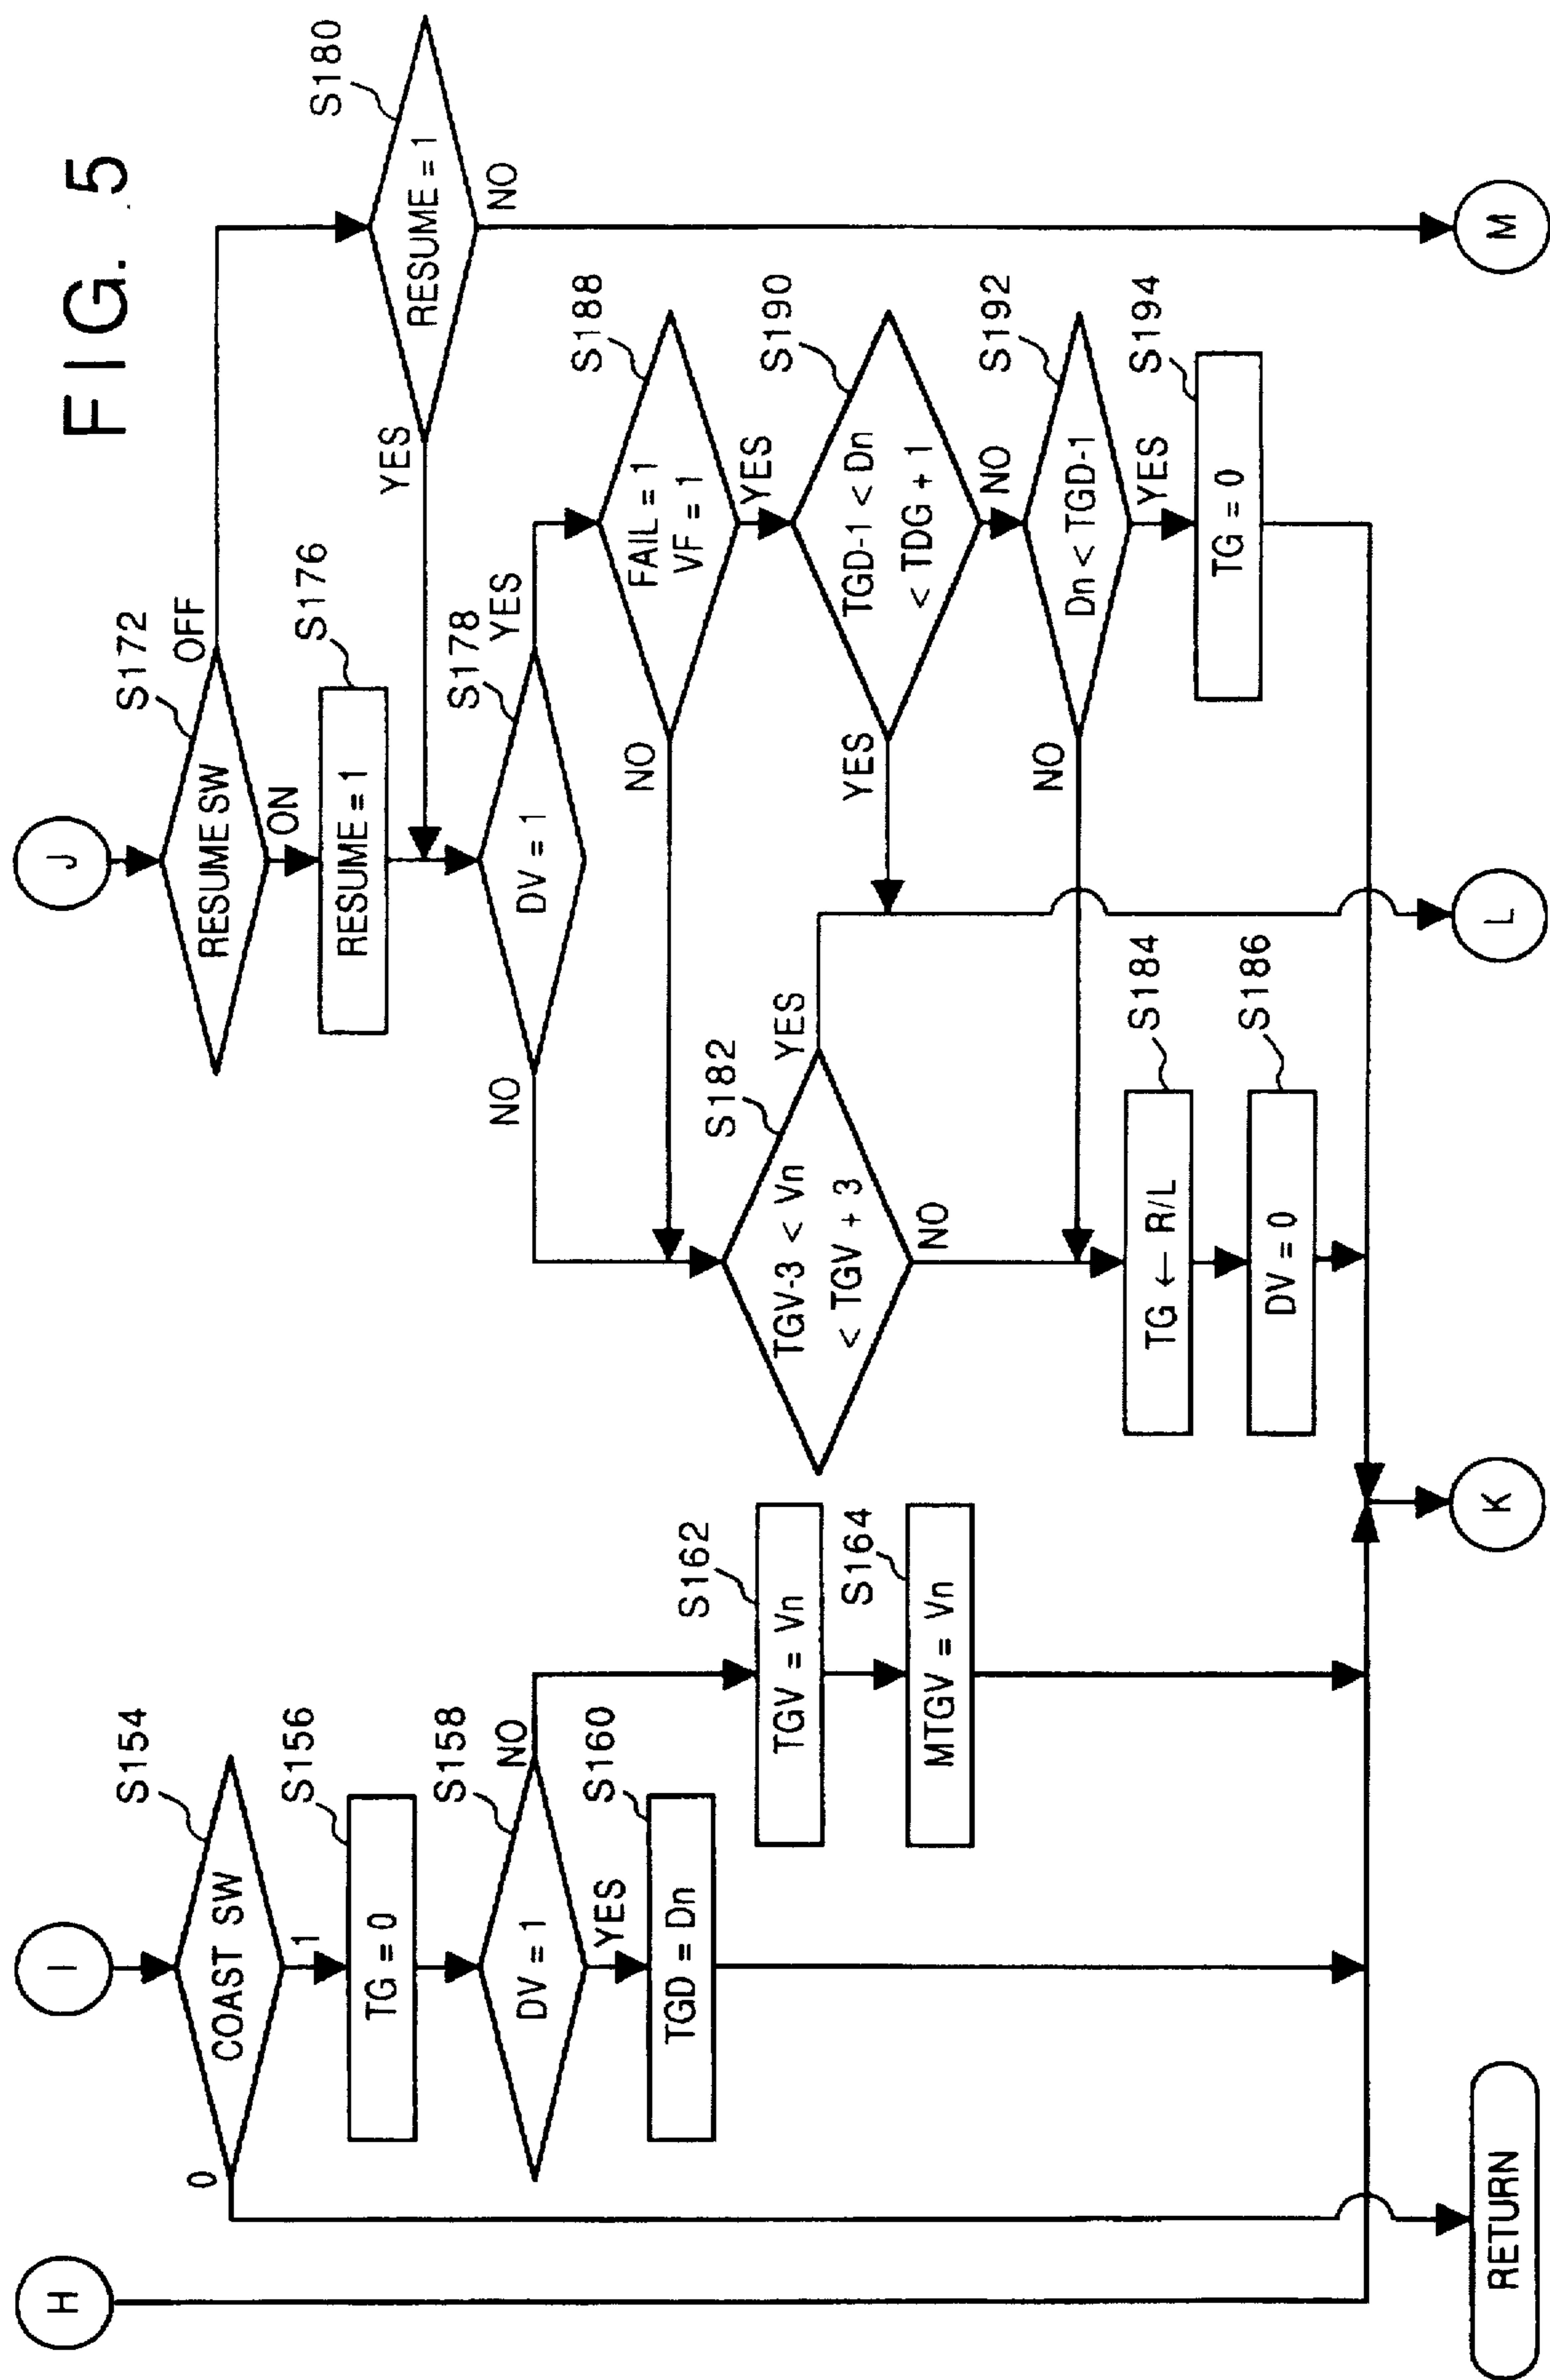 FIG. 5
H
I
J
S154
COAST SW
0
1
S156
TG = 0
S158
DV = 1
NO
YES
S160
TGD = Dn
S162
TGV = Vn
S164
MTGV = Vn
S172
RESUME SW
OFF
ON
S176
RESUME = 1
S180
RESUME = 1
YES
NO
S178
DV = 1
YES
NO
S188
FAIL = 1
VF = 1
NO
YES
S182
TGV-3 < Vn
< TGV + 3
YES
NO
S190
TGD-1 < Dn
< TDG + 1
YES
NO
S192
Dn < TGD-1
NO
YES
S184
TG ← R/L
S194
TG = 0
S186
DV = 0
RETURN
K
L
M